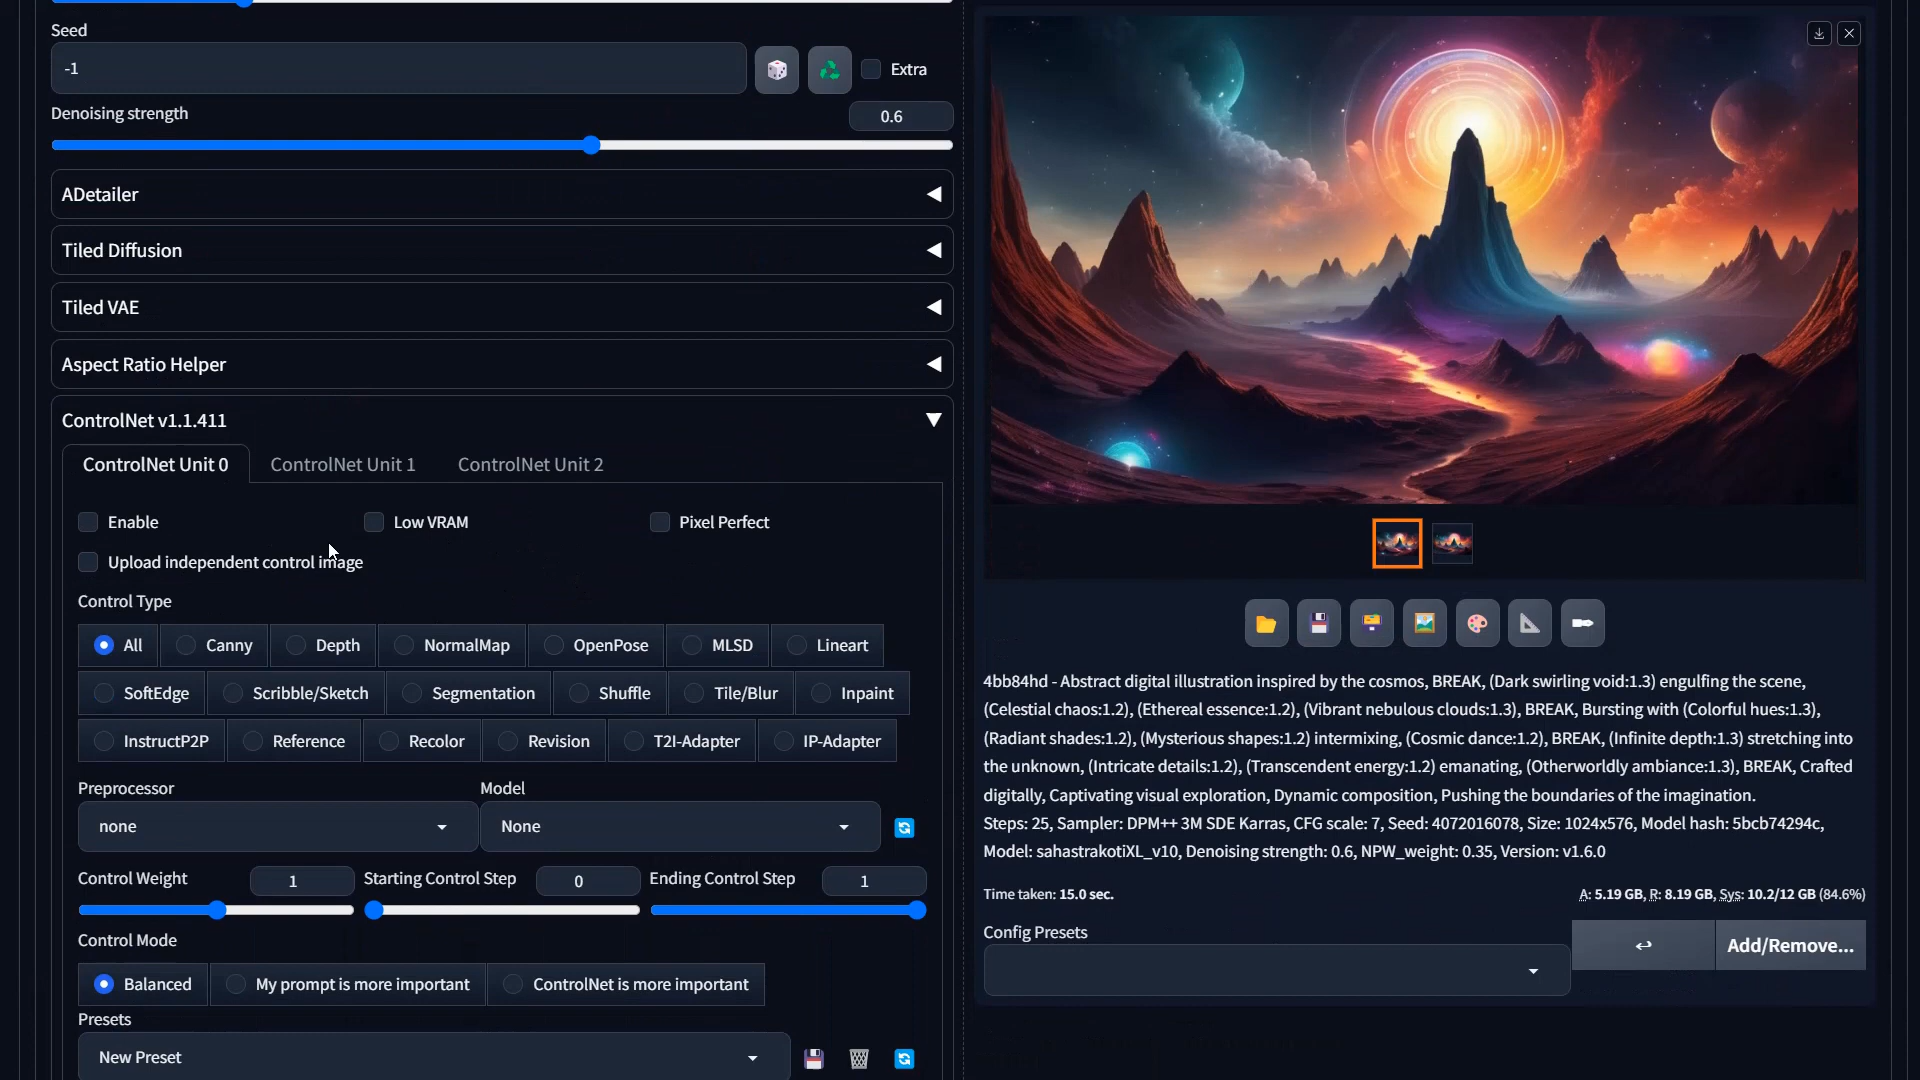 Seed
-1
Extra
Denoising strength
0.6
ADetailer
Tiled Diffusion
Tiled VAE
Aspect Ratio Helper
ControlNet v1.1.411
ControlNet Unit 0
ControlNet Unit 1
ControlNet Unit 2
Enable
Low VRAM
Pixel Perfect
Upload independent control image
Control Type
All
Canny
Depth
NormalMap
OpenPose
MLSD
Lineart
SoftEdge
Scribble/Sketch
Segmentation
Shuffle
Tile/Blur
Inpaint
InstructP2P
Reference
Recolor
Revision
T2I-Adapter
IP-Adapter
Preprocessor
Model
none
None
Control Weight
1
Starting Control Step
0
Ending Control Step
1
Control Mode
Balanced
My prompt is more important
ControlNet is more important
Presets
New Preset
4bb84hd - Abstract digital illustration inspired by the cosmos, BREAK, (Dark swirling void:1.3) engulfing the scene,
(Celestial chaos:1.2), (Ethereal essence:1.2), (Vibrant nebulous clouds:1.3), BREAK, Bursting with (Colorful hues:1.3),
(Radiant shades:1.2), (Mysterious shapes:1.2) intermixing, (Cosmic dance:1.2), BREAK, (Infinite depth:1.3) stretching into
the unknown, (Intricate details:1.2), (Transcendent energy:1.2) emanating, (Otherworldly ambiance:1.3), BREAK, Crafted
digitally, Captivating visual exploration, Dynamic composition, Pushing the boundaries of the imagination.
Steps: 25, Sampler: DPM++ 3M SDE Karras, CFG scale: 7, Seed: 4072016078, Size: 1024x576, Model hash: 5bcb74294c,
Model: sahastrakotiXL_v10, Denoising strength: 0.6, NPW_weight: 0.35, Version: v1.6.0
Time taken: 15.0 sec.
A: 5.19 GB, R: 8.19 GB, Sys: 10.2/12 GB (84.6%)
Config Presets
Add/Remove...